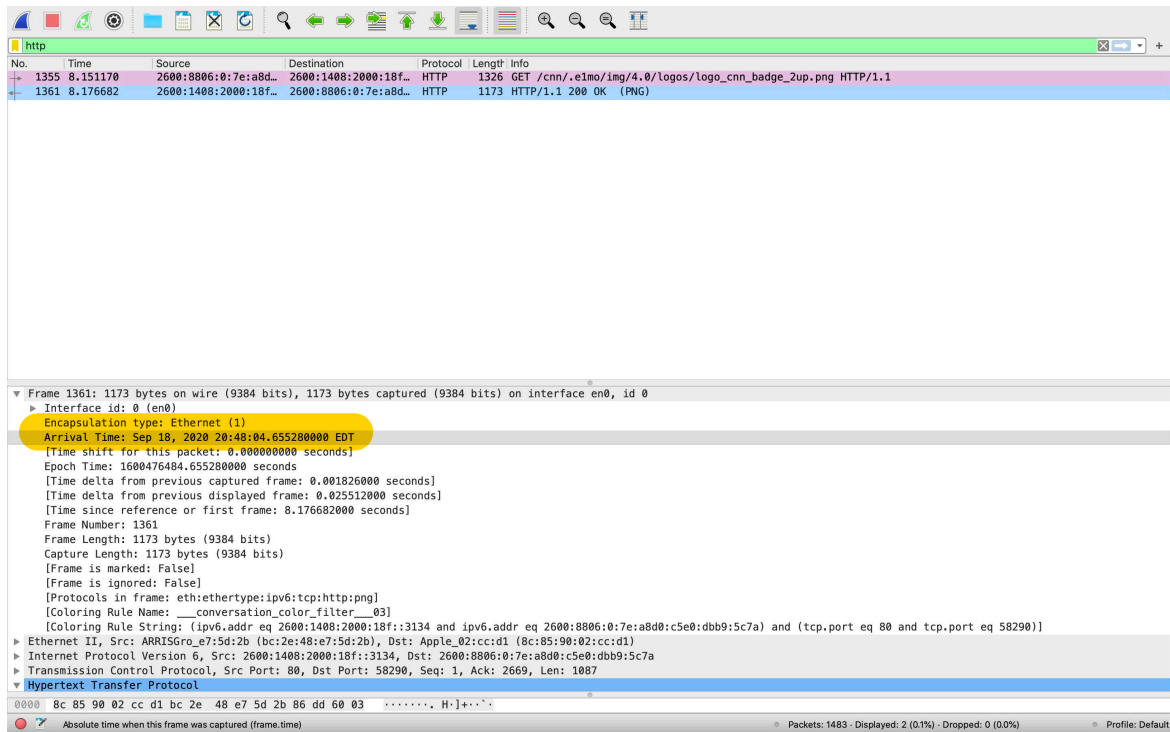 http
No. Time Source Destination Protocol Length Info
1355 8.151170 2600:8806:0:7e:a8d… 2600:1408:2000:18f… HTTP 1326 GET /cnn/.e1mo/img/4.0/logos/logo_cnn_badge_2up.png HTTP/1.1
1361 8.176682 2600:1408:2000:18f… 2600:8806:0:7e:a8d… HTTP 1173 HTTP/1.1 200 OK (PNG)
Frame 1361: 1173 bytes on wire (9384 bits), 1173 bytes captured (9384 bits) on interface en0, id 0
Interface id: 0 (en0)
Encapsulation type: Ethernet (1)
Arrival Time: Sep 18, 2020 20:48:04.655280000 EDT
[Time shift for this packet: 0.000000000 seconds]
Epoch Time: 1600476484.655280000 seconds
[Time delta from previous captured frame: 0.001826000 seconds]
[Time delta from previous displayed frame: 0.025512000 seconds]
[Time since reference or first frame: 8.176682000 seconds]
Frame Number: 1361
Frame Length: 1173 bytes (9384 bits)
Capture Length: 1173 bytes (9384 bits)
[Frame is marked: False]
[Frame is ignored: False]
[Protocols in frame: eth:ethertype:ipv6:tcp:http:png]
[Coloring Rule Name: ___conversation_color_filter___03]
[Coloring Rule String: (ipv6.addr eq 2600:1408:2000:18f::3134 and ipv6.addr eq 2600:8806:0:7e:a8d0:c5e0:dbb9:5c7a) and (tcp.port eq 80 and tcp.port eq 58290)]
Ethernet II, Src: ARRISGro_e7:5d:2b (bc:2e:48:e7:5d:2b), Dst: Apple_02:cc:d1 (8c:85:90:02:cc:d1)
Internet Protocol Version 6, Src: 2600:1408:2000:18f::3134, Dst: 2600:8806:0:7e:a8d0:c5e0:dbb9:5c7a
Transmission Control Protocol, Src Port: 80, Dst Port: 58290, Seq: 1, Ack: 2669, Len: 1087
Hypertext Transfer Protocol
0000 8c 85 90 02 cc d1 bc 2e 48 e7 5d 2b 86 dd 60 03 ·······. H·]+··`·
Absolute time when this frame was captured (frame.time) Packets: 1483 · Displayed: 2 (0.1%) · Dropped: 0 (0.0%) Profile: Default